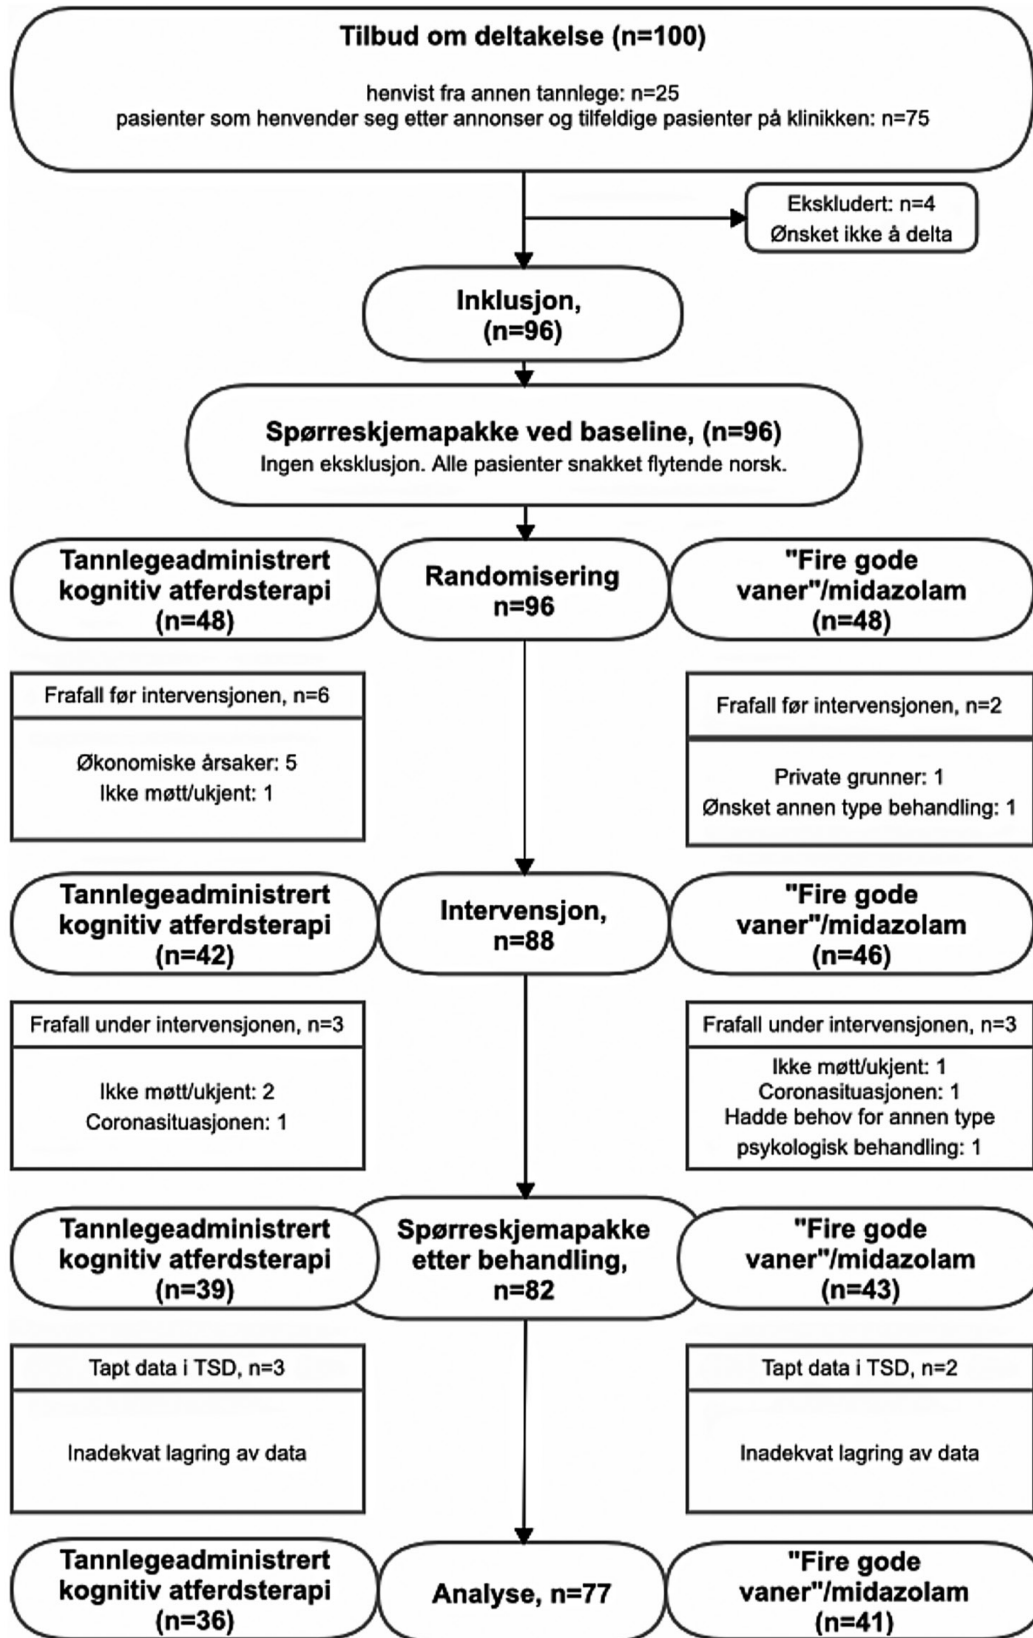 Tilbud om deltakelse (n=100)
henvist fra annen tannlege: n=25
pasienter som henvender seg etter annonser og tilfeldige pasienter på klinikken: n=75
Ekskludert: n=4
Ønsket ikke å delta
Inklusjon,
(n=96)
Spørreskjemapakke ved baseline, (n=96)
Ingen eksklusjon. Alle pasienter snakket flytende norsk.
Tannlegeadministrert
kognitiv atferdsterapi
(n=48)
Randomisering
n=96
"Fire gode
vaner"/midazolam
(n=48)
Frafall før intervensjonen, n=6
Økonomiske årsaker: 5
Ikke møtt/ukjent: 1
Frafall før intervensjonen, n=2
Private grunner: 1
Ønsket annen type behandling: 1
Tannlegeadministrert
kognitiv atferdsterapi
(n=42)
Intervensjon,
n=88
"Fire gode
vaner"/midazolam
(n=46)
Frafall under intervensjonen, n=3
Ikke møtt/ukjent: 2
Coronasituasjonen: 1
Frafall under intervensjonen, n=3
Ikke møtt/ukjent: 1
Coronasituasjonen: 1
Hadde behov for annen type
psykologisk behandling: 1
Tannlegeadministrert
kognitiv atferdsterapi
(n=39)
Spørreskjemapakke
etter behandling,
n=82
"Fire gode
vaner"/midazolam
(n=43)
Tapt data i TSD, n=3
Inadekvat lagring av data
Tapt data i TSD, n=2
Inadekvat lagring av data
Tannlegeadministrert
kognitiv atferdsterapi
(n=36)
Analyse, n=77
"Fire gode
vaner"/midazolam
(n=41)